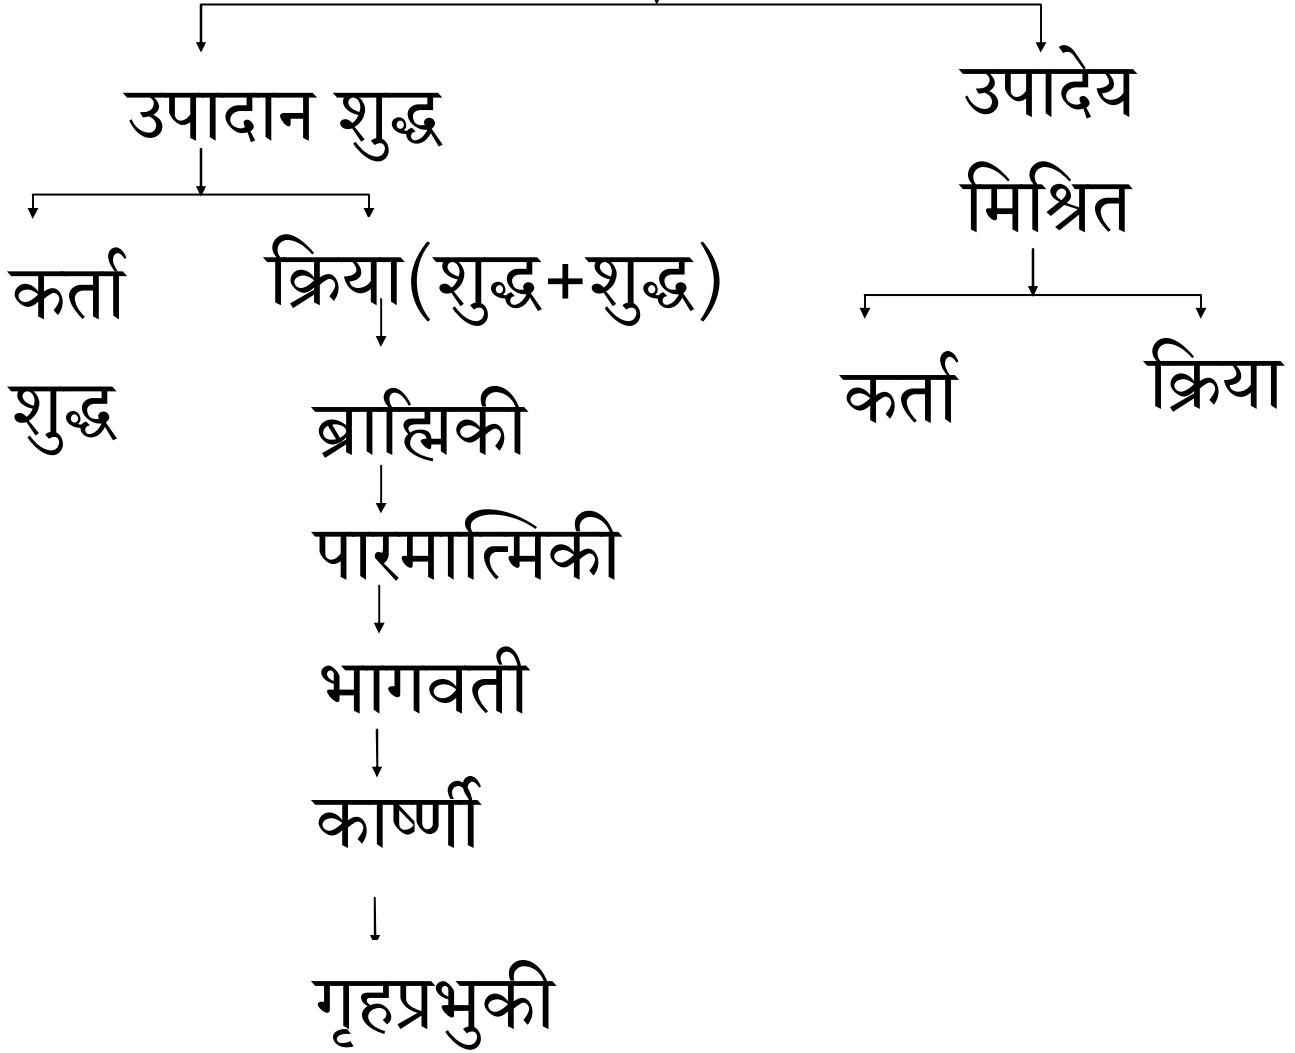 उपादान शुद्ध
उपादेय
मिश्रित
कर्ता
शुद्ध
क्रिया(शुद्ध+शुद्ध)
ब्राह्मिकी
पारमात्मिकी
भागवती
कार्ष्णी
गृहप्रभुकी
कर्ता
क्रिया